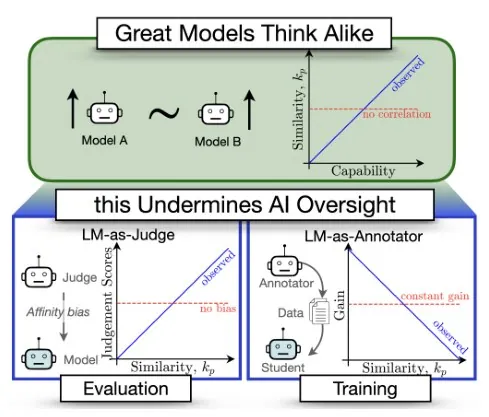 Great Models Think Alike
Model A
Model B
Similarity, kp
observed
no correlation
Capability
this Undermines AI Oversight
LM-as-Judge
Judge
Affinity bias
Model
Judgement Scores
observed
no bias
Similarity, kp
Evaluation
LM-as-Annotator
Annotator
Data
Student
Gain
constant gain
observed
Similarity, kp
Training